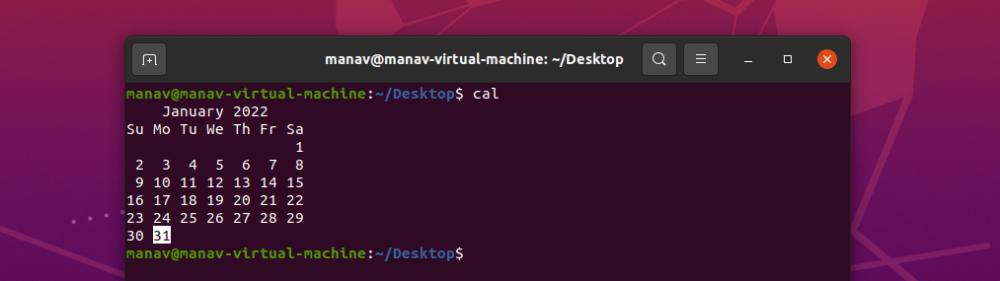 manav@manav-virtual-machine: ~/Desktop
manav@manav-virtual-machine:~/Desktop$ cal
    January 2022
Su Mo Tu We Th Fr Sa
                   1
 2  3  4  5  6  7  8
 9 10 11 12 13 14 15
16 17 18 19 20 21 22
23 24 25 26 27 28 29
30 31
manav@manav-virtual-machine:~/Desktop$